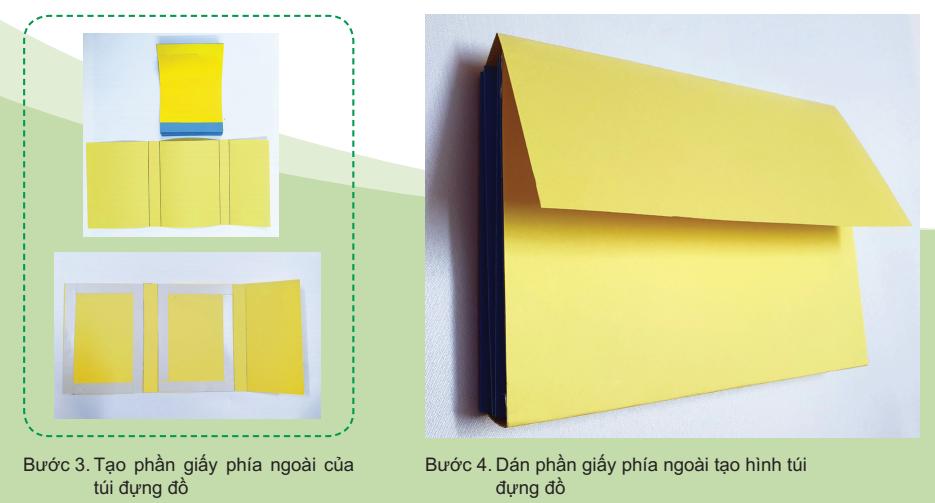 Bước 3. Tạo phần giấy phía ngoài của
túi đựng đồ
Bước 4. Dán phần giấy phía ngoài tạo hình túi
đựng đồ